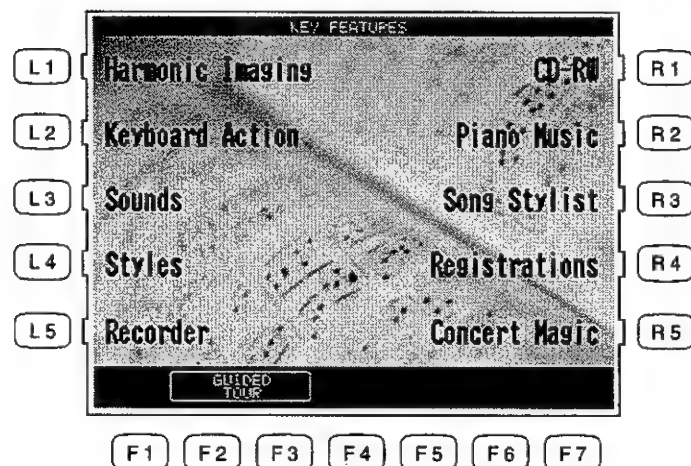 KEY FEATURES
L1 Harmonic Imaging CD-RW R1
L2 Keyboard Action Piano Music R2
L3 Sounds Song Stylist R3
L4 Styles Registrations R4
L5 Recorder Concert Magic R5
GUIDED
TOUR
F1 F2 F3 F4 F5 F6 F7